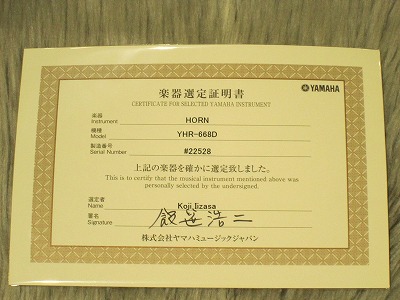 楽器選定証明書
YAMAHA
CERTIFICATE FOR SELECTED YAMAHA INSTRUMENT
楽器
Instrument HORN
機種
Model YHR-668D
製造番号
Serial Number #22528
上記の楽器を確かに選定致しました。
This is to certify that the musical instrument mentioned above was
personally selected by the undersigned.
選定者
Name Koji Iizasa
署名
Signature 飯笹浩二
株式会社ヤマハミュージックジャパン